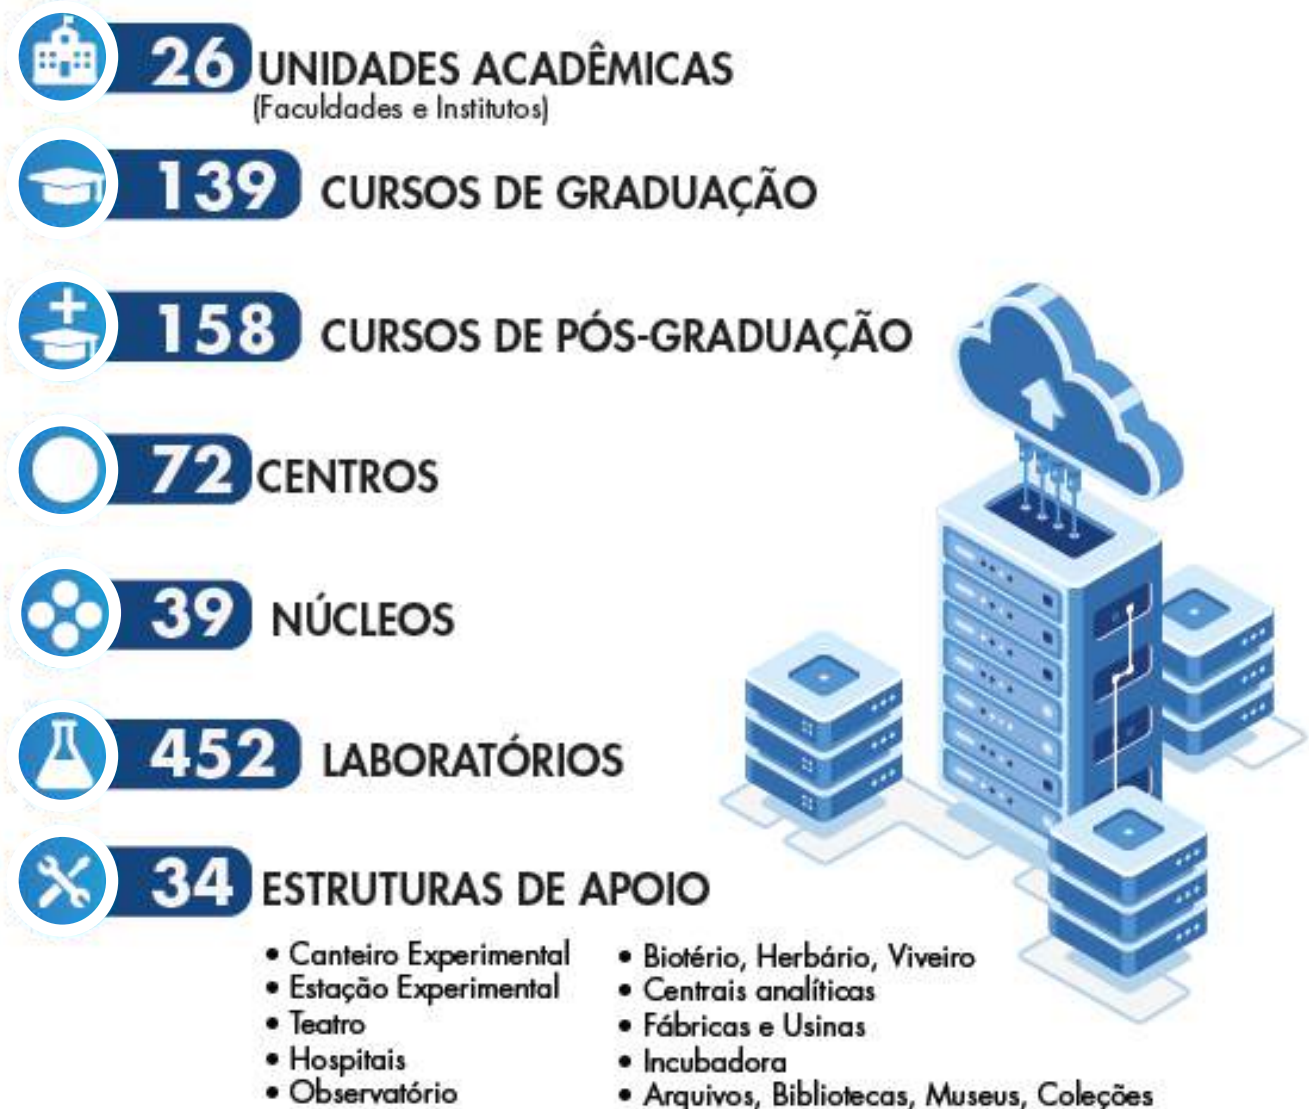 26 UNIDADES ACADÊMICAS
(Faculdades e Institutos)
139 CURSOS DE GRADUAÇÃO
158 CURSOS DE PÓS-GRADUAÇÃO
72 CENTROS
39 NÚCLEOS
452 LABORATÓRIOS
34 ESTRUTURAS DE APOIO
• Canteiro Experimental
• Estação Experimental
• Teatro
• Hospitais
• Observatório
• Biotério, Herbário, Viveiro
• Centrais analíticas
• Fábricas e Usinas
• Incubadora
• Arquivos, Bibliotecas, Museus, Coleções